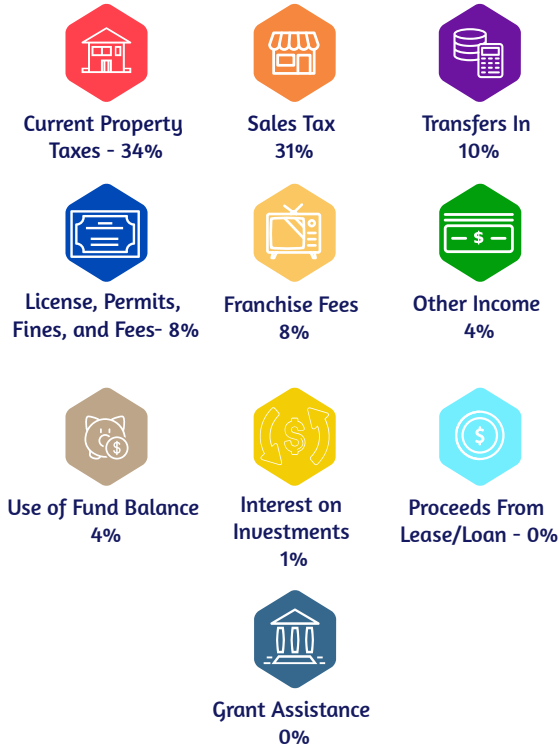 Current Property
Taxes - 34%
Sales Tax
31%
Transfers In
10%
License, Permits,
Fines, and Fees- 8%
Franchise Fees
8%
Other Income
4%
Use of Fund Balance
4%
Interest on
Investments
1%
Proceeds From
Lease/Loan - 0%
Grant Assistance
0%